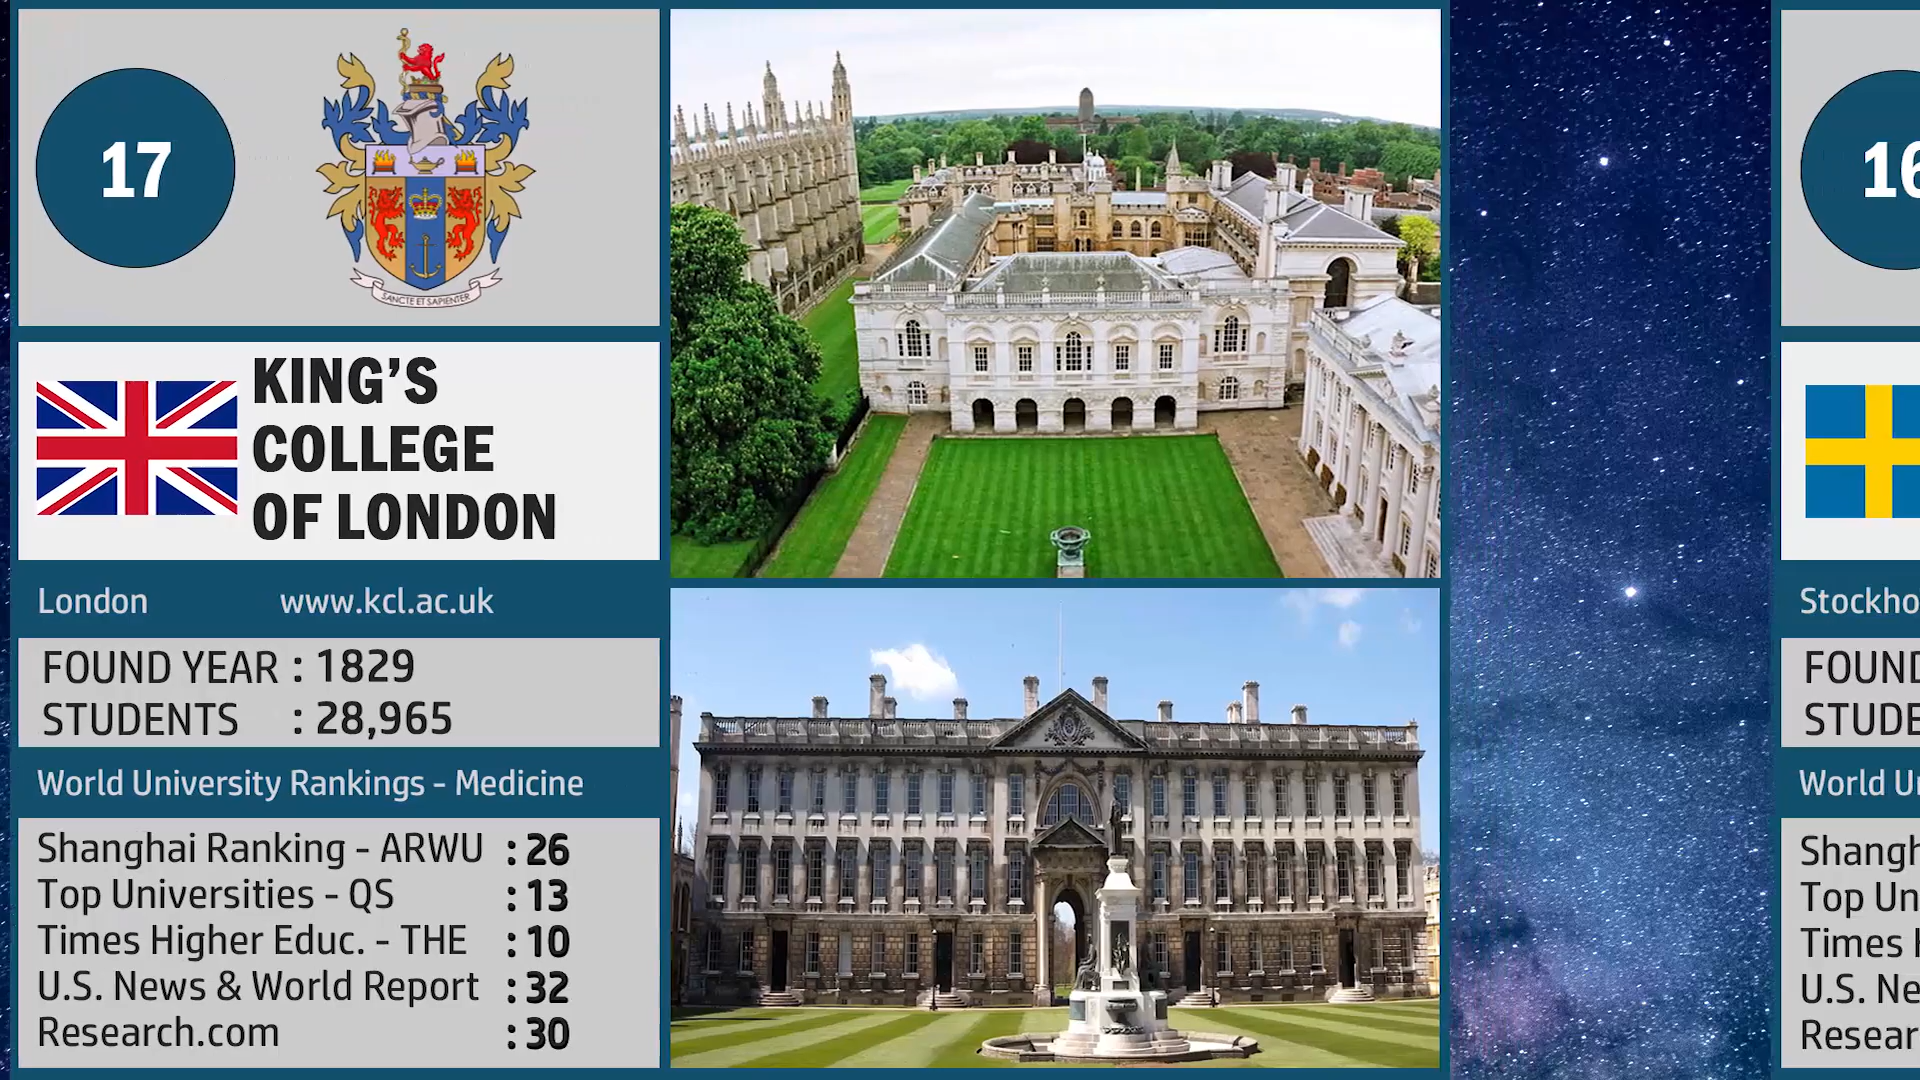 17
SANCTE ET SAPIENTER
KING'S
COLLEGE
OF LONDON
London www.kcl.ac.uk
FOUND YEAR : 1829
STUDENTS : 28,965
World University Rankings - Medicine
Shanghai Ranking - ARWU : 26
Top Universities - QS : 13
Times Higher Educ. - THE : 10
U.S. News & World Report : 32
Research.com : 30
16
Stockho
FOUND
STUDE
World Un
Shangh
Top Un
Times H
U.S. Ne
Resear